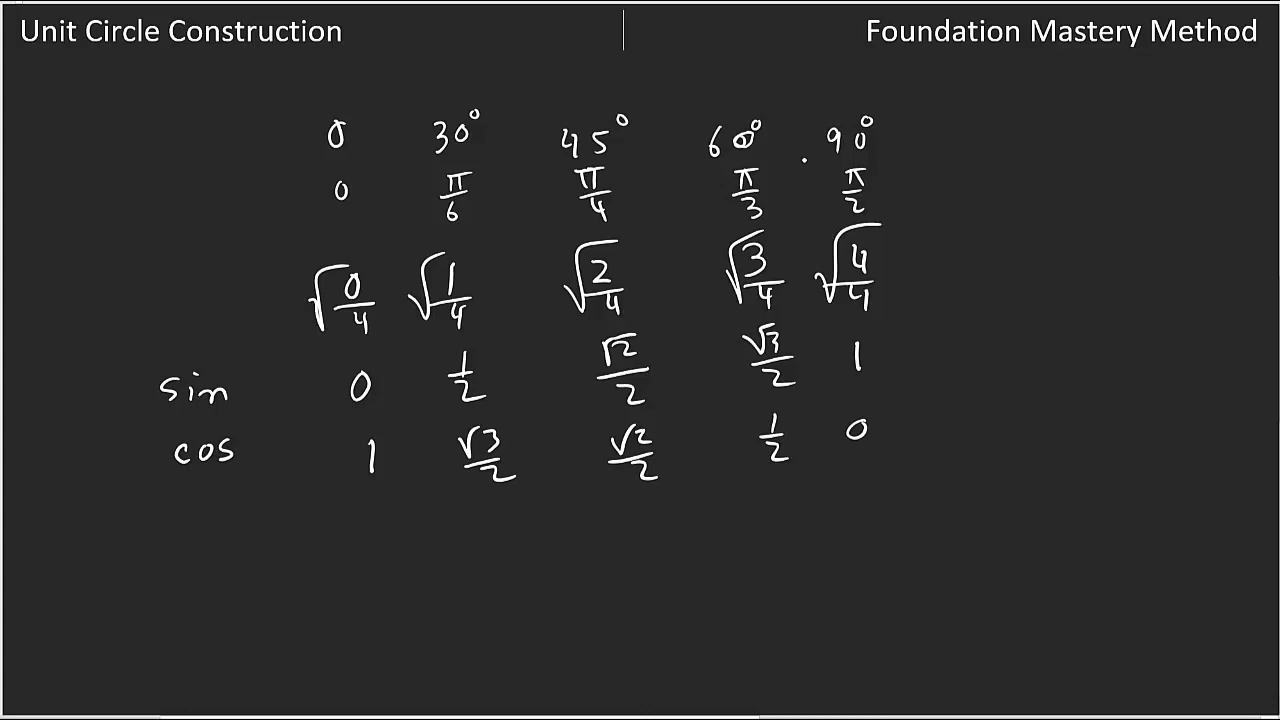 Unit Circle Construction | Foundation Mastery Method
0 30° 45° 60° 90°
0 π/6 π/4 π/3 π/2
√(0/4) √(1/4) √(2/4) √(3/4) √(4/4)
sin 0 1/2 √2/2 √3/2 1
cos 1 √3/2 √2/2 1/2 0